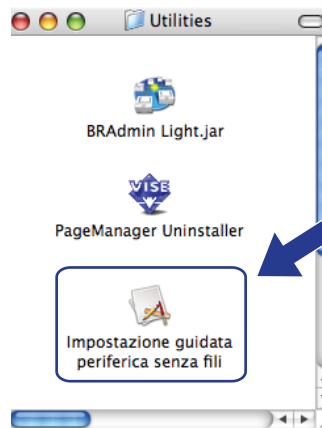 Utilities
BRAdmin Light.jar
VISE
PageManager Uninstaller
Impostazione guidata
periferica senza fili